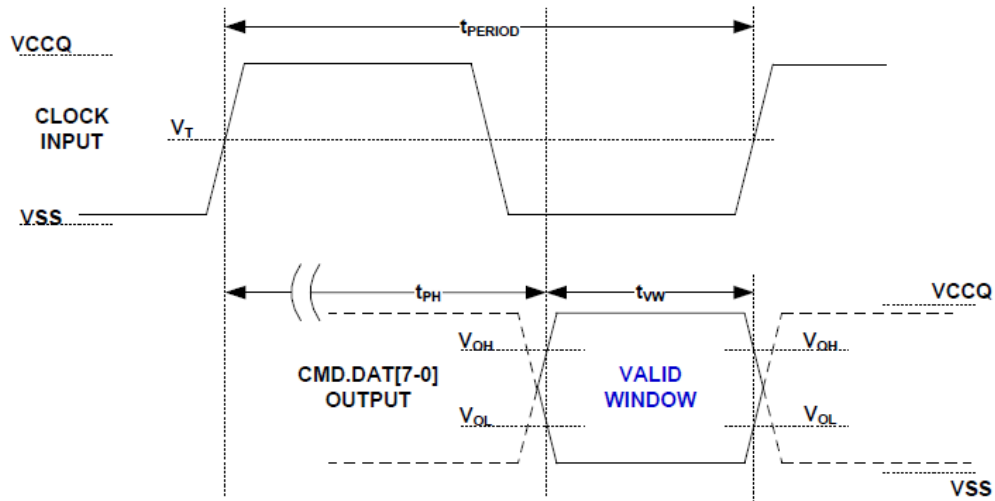 tPERIOD
VCCQ
CLOCK
INPUT
VT
VSS
tPH
tVW
VCCQ
VOH
VOH
CMD.DAT[7-0]
OUTPUT
VALID
WINDOW
VOL
VOL
VSS